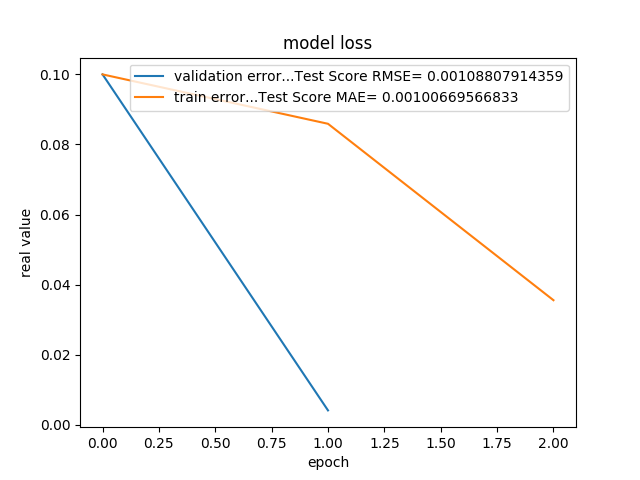 model loss
validation error...Test Score RMSE= 0.00108807914359
train error...Test Score MAE= 0.00100669566833
real value
0.10
0.08
0.06
0.04
0.02
0.00
0.00 0.25 0.50 0.75 1.00 1.25 1.50 1.75 2.00
epoch